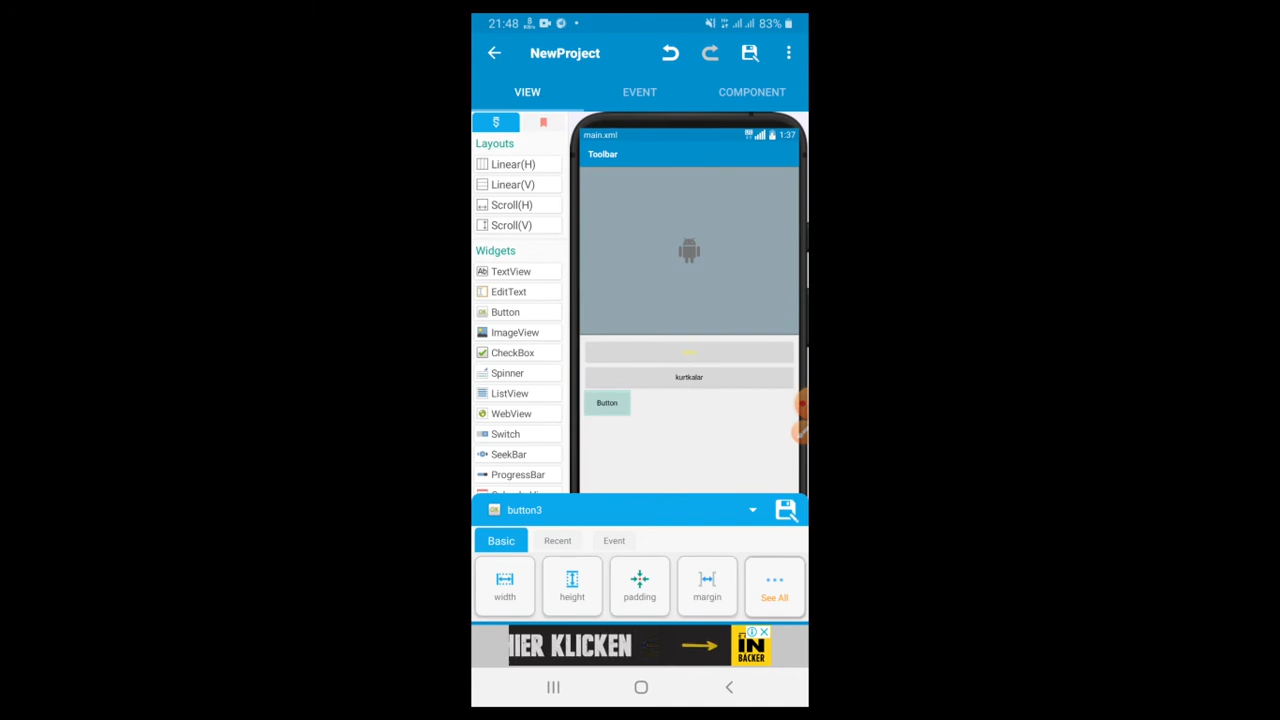 21:48
83%
NewProject
VIEW
EVENT
COMPONENT
Layouts
Linear(H)
Linear(V)
Scroll(H)
Scroll(V)
Widgets
TextView
EditText
Button
ImageView
CheckBox
Spinner
ListView
WebView
Switch
SeekBar
ProgressBar
main.xml
1:37
Toolbar
kurtkalar
Button
button3
Basic
Recent
Event
width
height
padding
margin
See All
HIER KLICKEN
IN
BACKER